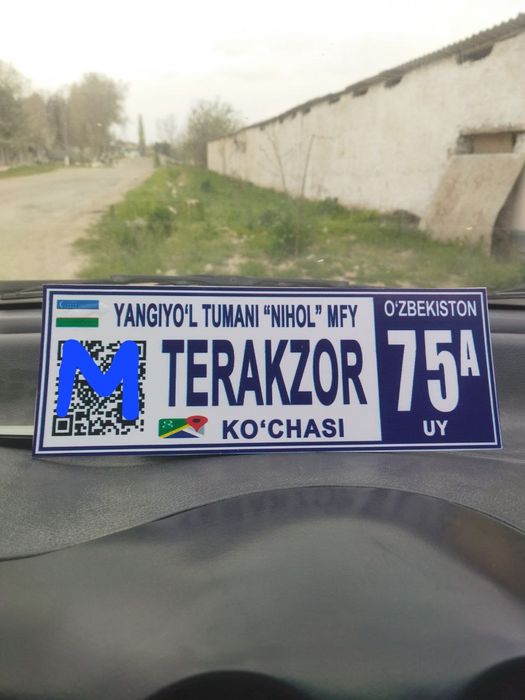 YANGIYO‘L TUMANI “NIHOL” MFY
TERAKZOR
KO‘CHASI
O‘ZBEKISTON
75A
UY
M